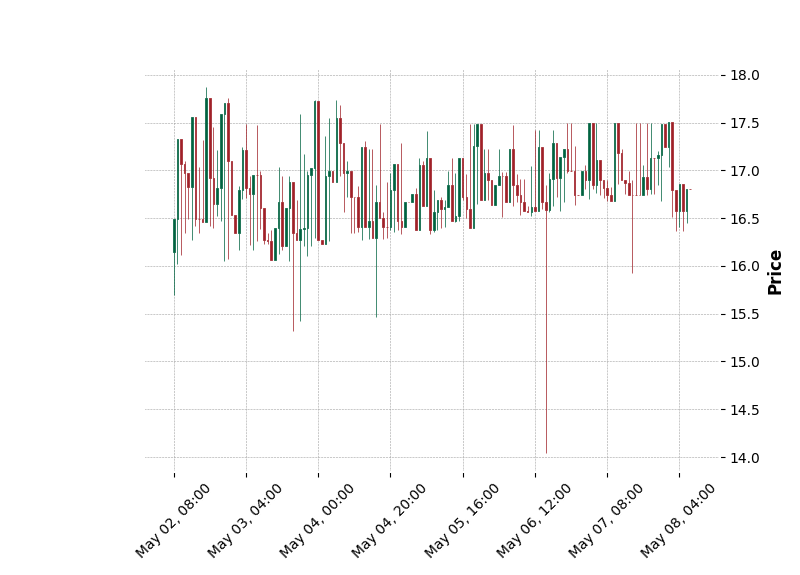 18.0
17.5
17.0
16.5
16.0
15.5
15.0
14.5
14.0
Price
May 02, 08:00
May 03, 04:00
May 04, 00:00
May 04, 20:00
May 05, 16:00
May 06, 12:00
May 07, 08:00
May 08, 04:00